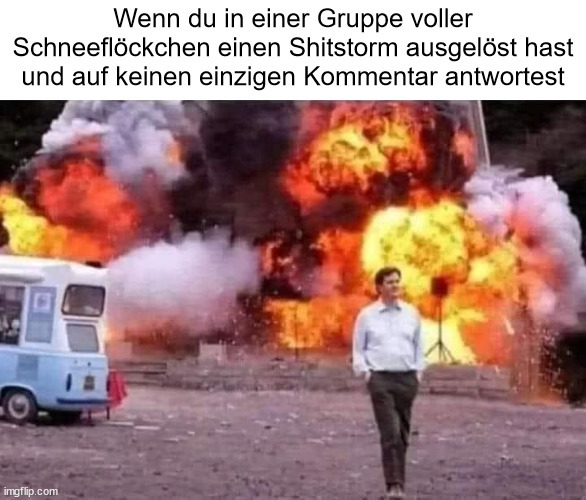 Wenn du in einer Gruppe voller
Schneeflöckchen einen Shitstorm ausgelöst hast
und auf keinen einzigen Kommentar antwortest
imgflip.com